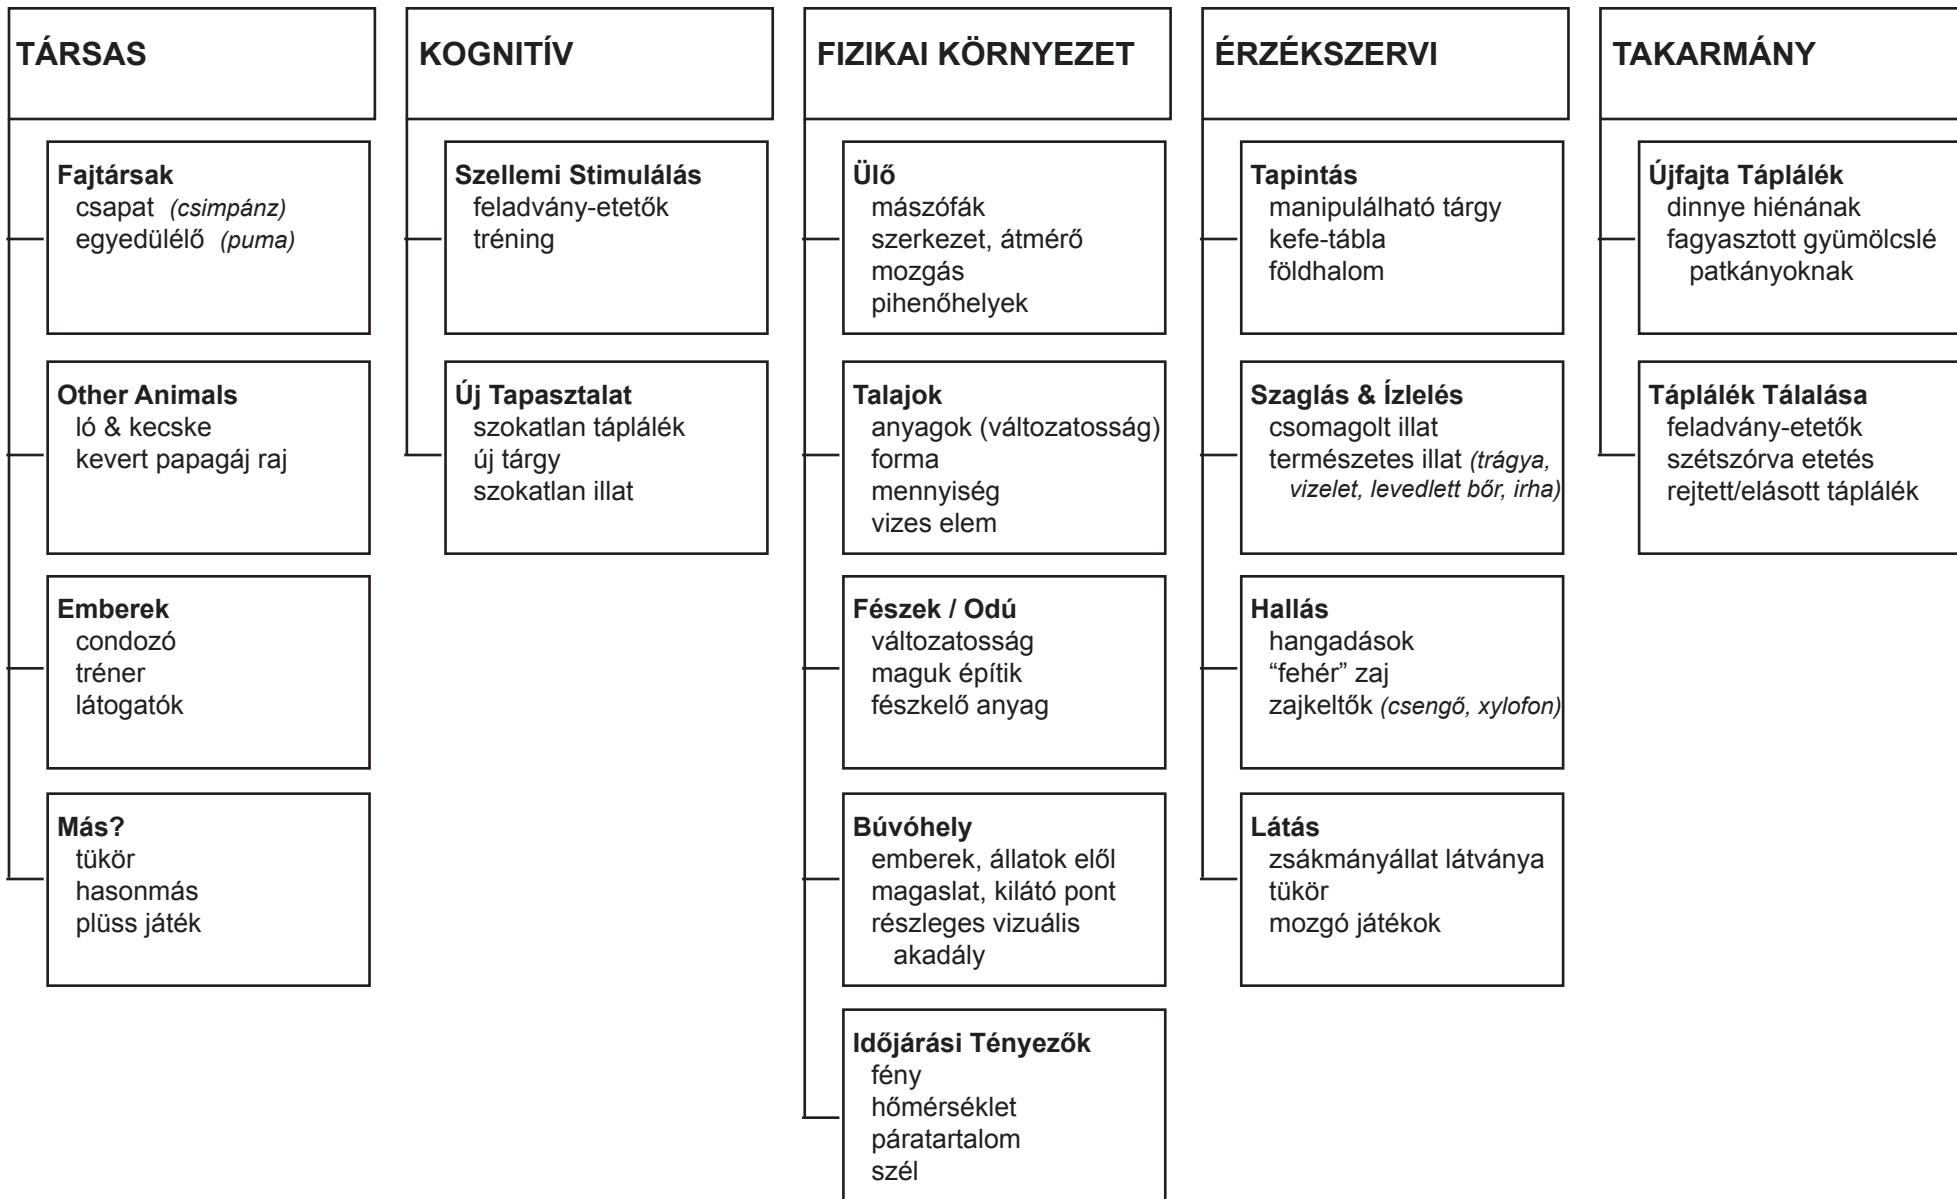 TÁRSAS
Fajtársak
csapat (csimpánz)
egyedülélő (puma)
Other Animals
ló & kecske
kevert papagáj raj
Emberek
condozó
tréner
látogatók
Más?
tükör
hasonmás
plüss játék
KOGNITÍV
Szellemi Stimulálás
feladvány-etetők
tréning
Új Tapasztalat
szokatlan táplálék
új tárgy
szokatlan illat
FIZIKAI KÖRNYEZET
Ülő
mászófák
szerkezet, átmérő
mozgás
pihenőhelyek
Talajok
anyagok (változatosság)
forma
mennyiség
vizes elem
Fészek / Odú
változatosság
maguk építik
fészkelő anyag
Búvóhely
emberek, állatok elől
magaslat, kilátó pont
részleges vizuális
akadály
Időjárási Tényezők
fény
hőmérséklet
páratartalom
szél
ÉRZÉKSZERVI
Tapintás
manipulálható tárgy
kefe-tábla
földhalom
Szaglás & Ízlelés
csomagolt illat
természetes illat (trágya,
vizelet, levedlett bőr, irha)
Hallás
hangadások
“fehér” zaj
zajkeltők (csengő, xylofon)
Látás
zsákmányállat látványa
tükör
mozgó játékok
TAKARMÁNY
Újfajta Táplálék
dinnye hiénának
fagyasztott gyümölcslé
patkányoknak
Táplálék Tálalása
feladvány-etetők
szétszórva etetés
rejtett/elásott táplálék